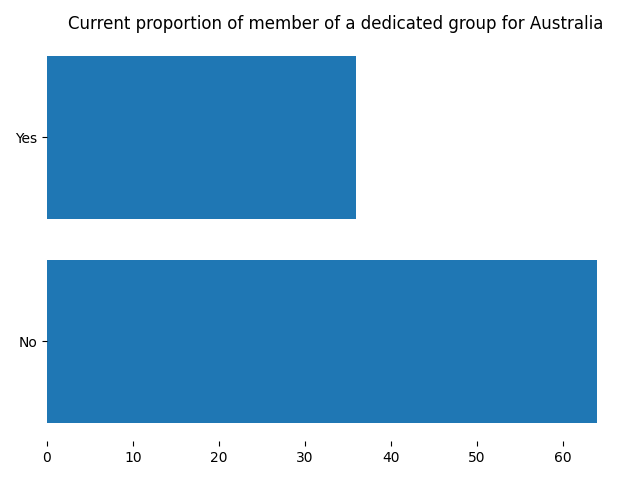 Current proportion of member of a dedicated group for Australia
Yes
No
0 10 20 30 40 50 60